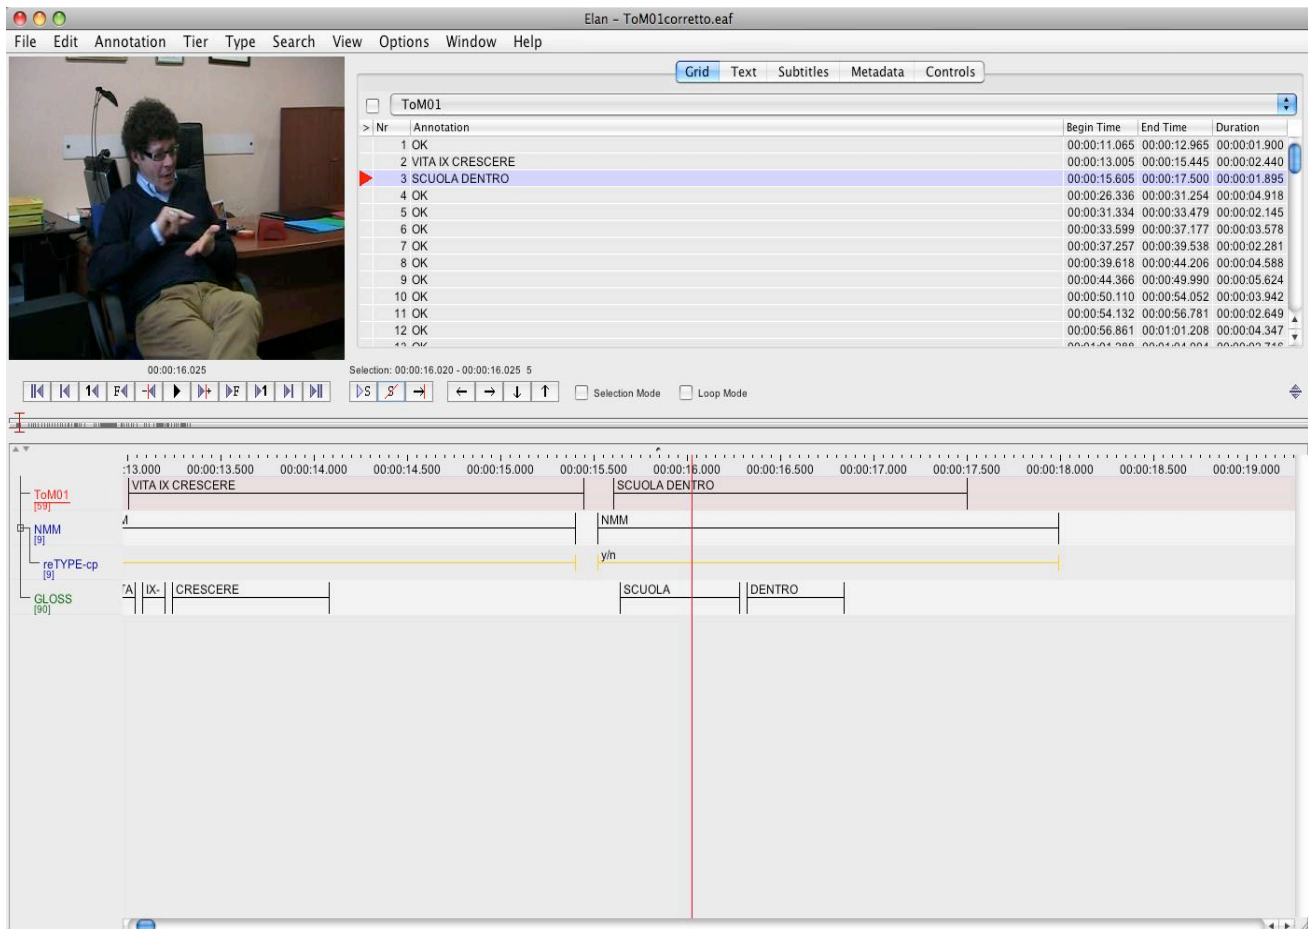 Elan - ToM01corretto.eaf
File Edit Annotation Tier Type Search View Options Window Help
Grid Text Subtitles Metadata Controls
ToM01
> Nr Annotation Begin Time End Time Duration
1 OK 00:00:11.065 00:00:12.965 00:00:01.900
2 VITA IX CRESCERE 00:00:13.005 00:00:15.445 00:00:02.440
3 SCUOLA DENTRO 00:00:15.605 00:00:17.500 00:00:01.895
4 OK 00:00:26.336 00:00:31.254 00:00:04.918
5 OK 00:00:31.334 00:00:33.479 00:00:02.145
6 OK 00:00:33.599 00:00:37.177 00:00:03.578
7 OK 00:00:37.257 00:00:39.538 00:00:02.281
8 OK 00:00:39.618 00:00:44.206 00:00:04.588
9 OK 00:00:44.366 00:00:49.990 00:00:05.624
10 OK 00:00:50.110 00:00:54.052 00:00:03.942
11 OK 00:00:54.132 00:00:56.781 00:00:02.649
12 OK 00:00:56.861 00:01:01.208 00:00:04.347
00:00:16.025 Selection: 00:00:16.020 - 00:00:16.025 5
1 F F 1 S S Selection Mode Loop Mode
:13.000 00:00:13.500 00:00:14.000 00:00:14.500 00:00:15.000 00:00:15.500 00:00:16.000 00:00:16.500 00:00:17.000 00:00:17.500 00:00:18.000 00:00:18.500 00:00:19.000
ToM01 VITA IX CRESCERE SCUOLA DENTRO
[59]
NMM NMM
[9]
reTYPE-cp y/n
[9]
GLOSS TA IX- CRESCERE SCUOLA DENTRO
[90]